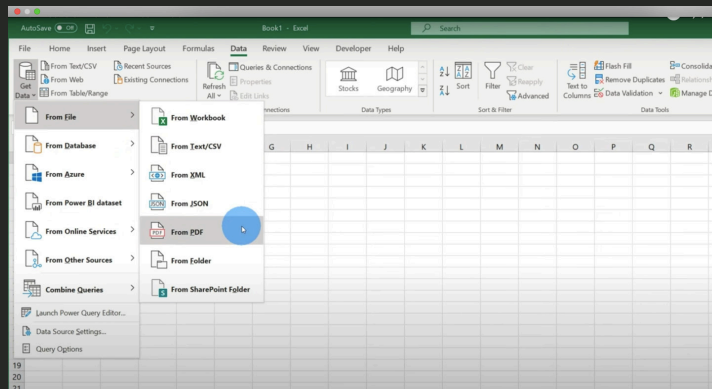 AutoSave Off Book1 - Excel Search
File Home Insert Page Layout Formulas Data Review View Developer Help
Get Data
From Text/CSV
From Web
From Table/Range
Recent Sources
Existing Connections
Refresh All
Queries & Connections
Properties
Edit Links
Stocks
Geography
Data Types
Sort
Filter
Clear
Reapply
Advanced
Sort & Filter
Text to Columns
Flash Fill
Remove Duplicates
Data Validation
Data Tools
From File
From Database
From Azure
From Power BI dataset
From Online Services
From Other Sources
Combine Queries
Launch Power Query Editor...
Data Source Settings...
Query Options
From Workbook
From Text/CSV
From XML
From JSON
From PDF
From Folder
From SharePoint Folder
G H I J K L M N O P Q R
19
20
21